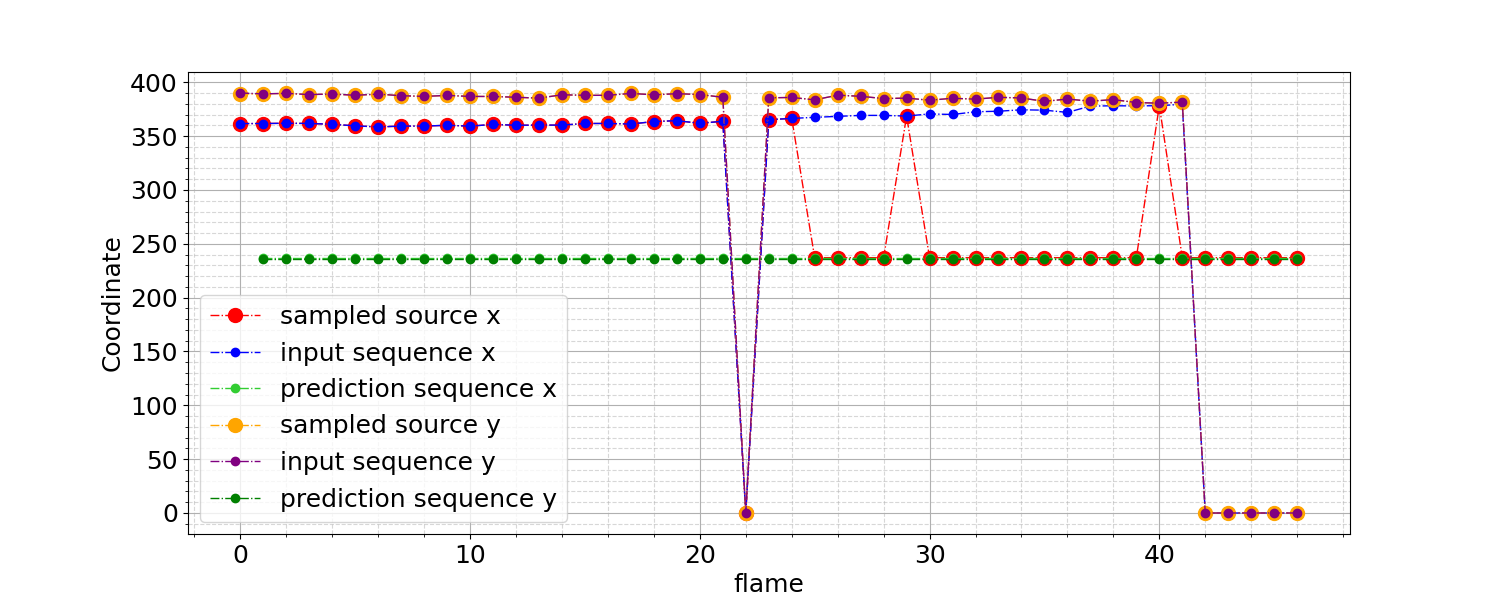 400
350
300
250
200
150
100
50
0
Coordinate
sampled source x
input sequence x
prediction sequence x
sampled source y
input sequence y
prediction sequence y
0 10 20 30 40
flame